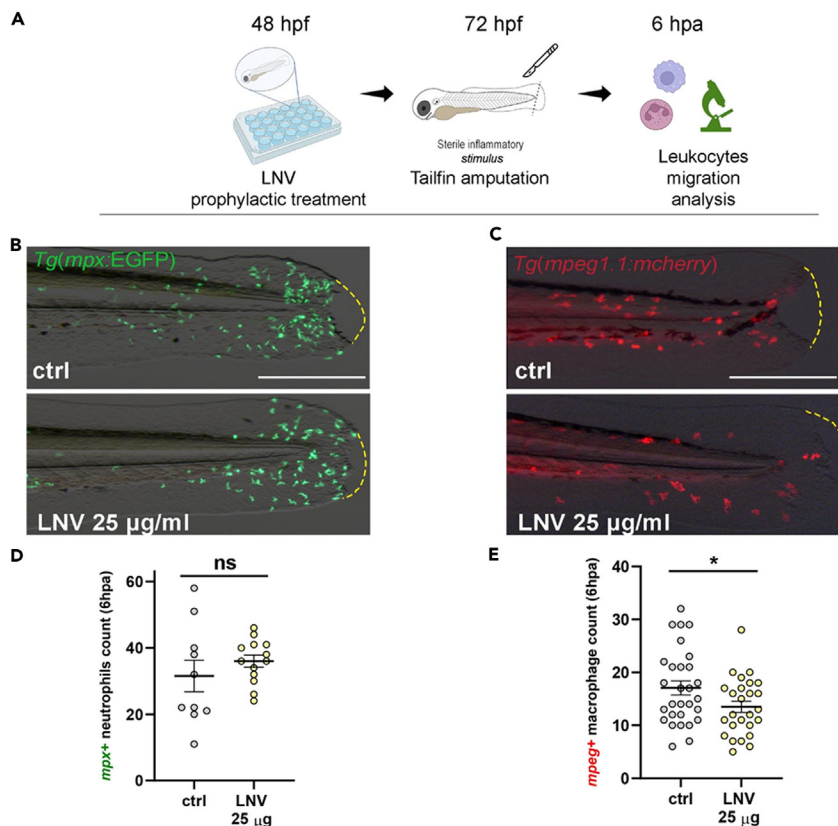 A
48 hpf
72 hpf
6 hpa
LNV
prophylactic treatment
Sterile inflammatory
stimulus
Tailfin amputation
Leukocytes
migration
analysis
B
Tg(mpx:EGFP)
ctrl
LNV 25 µg/ml
C
Tg(mpeg1.1:mcherry)
ctrl
LNV 25 µg/ml
D
mpx+ neutrophils count (6hpa)
ns
60
40
20
0
ctrl
LNV
25 µg
E
mpeg+ macrophage count (6hpa)
*
40
30
20
10
0
ctrl
LNV
25 µg